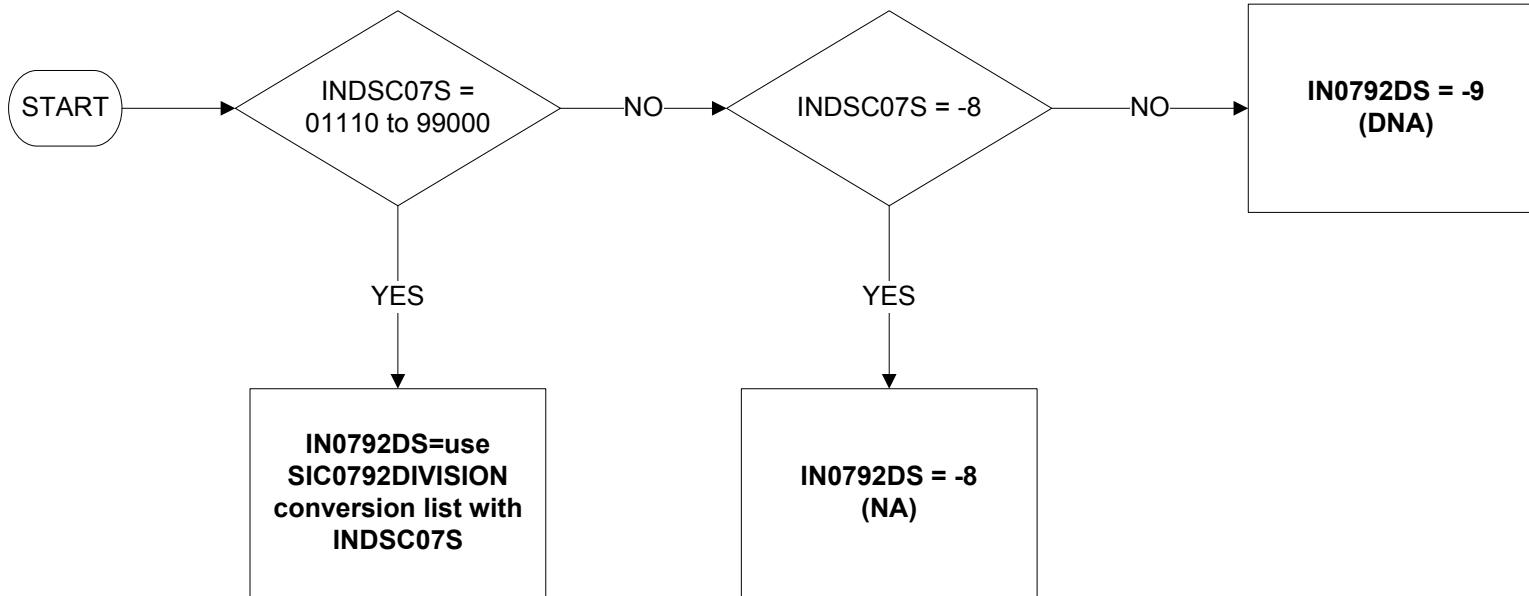 START
INDSC07S =
01110 to 99000
NO
INDSC07S = -8
NO
IN0792DS = -9
(DNA)
YES
YES
IN0792DS=use
SIC0792DIVISION
conversion list with
INDSC07S
IN0792DS = -8
(NA)